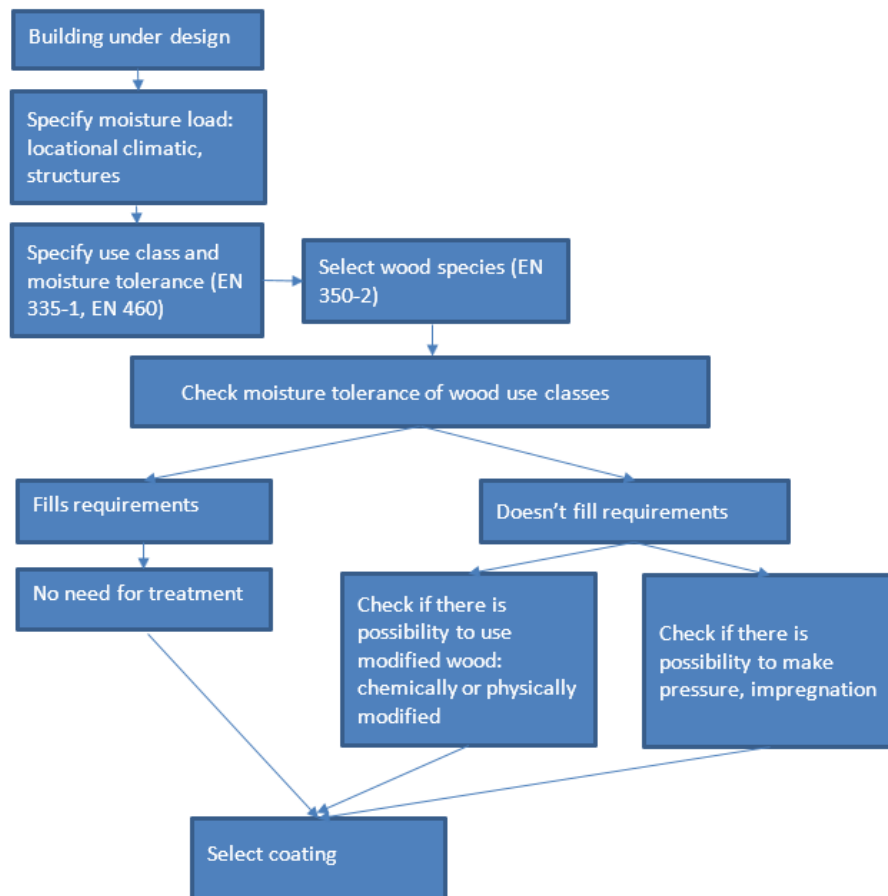 Building under design
Specify moisture load:
locational climatic,
structures
Specify use class and
moisture tolerance (EN
335-1, EN 460)
Select wood species (EN
350-2)
Check moisture tolerance of wood use classes
Fills requirements
Doesn't fill requirements
No need for treatment
Check if there is
possibility to use
modified wood:
chemically or physically
modified
Check if there is
possibility to make
pressure, impregnation
Select coating